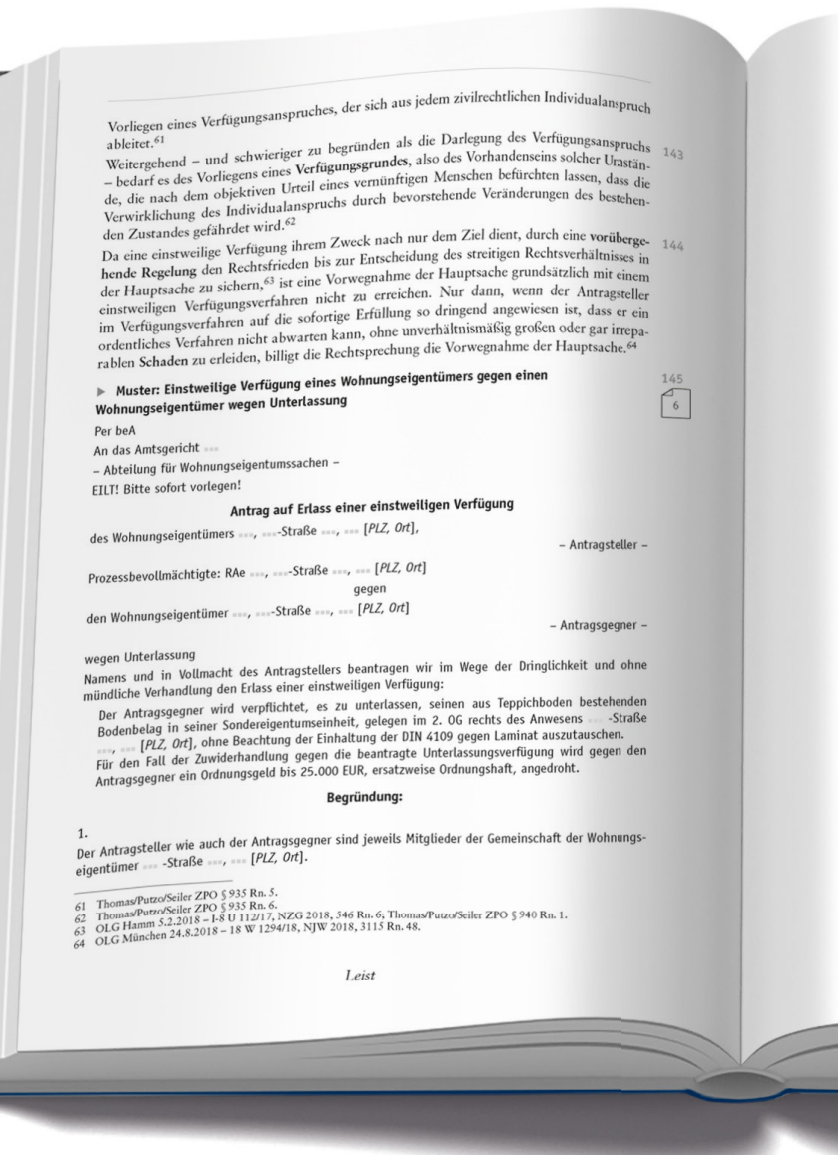 Vorliegen eines Verfügungsanspruches, der sich aus jedem zivilrechtlichen Individualanspruch
ableitet.61
Weitergehend – und schwieriger zu begründen als die Darlegung des Verfügungsanspruchs 143
– bedarf es des Vorliegens eines Verfügungsgrundes, also des Vorhandenseins solcher Urastän-
de, die nach dem objektiven Urteil eines vernünftigen Menschen befürchten lassen, dass die
Verwirklichung des Individualanspruchs durch bevorstehende Veränderungen des bestehen-
den Zustandes gefährdet wird.62
Da eine einstweilige Verfügung ihrem Zweck nach nur dem Ziel dient, durch eine vorüberge- 144
hende Regelung den Rechtsfrieden bis zur Entscheidung des streitigen Rechtsverhältnisses in
der Hauptsache zu sichern,63 ist eine Vorwegnahme der Hauptsache grundsätzlich mit einem
einstweiligen Verfügungsverfahren nicht zu erreichen. Nur dann, wenn der Antragsteller
im Verfügungsverfahren auf die sofortige Erfüllung so dringend angewiesen ist, dass er ein
ordentliches Verfahren nicht abwarten kann, ohne unverhältnismäßig großen oder gar irrepa-
rablen Schaden zu erleiden, billigt die Rechtsprechung die Vorwegnahme der Hauptsache.64
▶ Muster: Einstweilige Verfügung eines Wohnungseigentümers gegen einen 145
Wohnungseigentümer wegen Unterlassung 6
Per beA
An das Amtsgericht ...
– Abteilung für Wohnungseigentumssachen –
EILT! Bitte sofort vorlegen!
Antrag auf Erlass einer einstweiligen Verfügung
des Wohnungseigentümers ..., ...-Straße ..., ... [PLZ, Ort],
– Antragsteller –
Prozessbevollmächtigte: RAe ..., ...-Straße ..., ... [PLZ, Ort]
gegen
den Wohnungseigentümer ..., ...-Straße ..., ... [PLZ, Ort]
– Antragsgegner –
wegen Unterlassung
Namens und in Vollmacht des Antragstellers beantragen wir im Wege der Dringlichkeit und ohne
mündliche Verhandlung den Erlass einer einstweiligen Verfügung:
Der Antragsgegner wird verpflichtet, es zu unterlassen, seinen aus Teppichboden bestehenden
Bodenbelag in seiner Sondereigentumseinheit, gelegen im 2. OG rechts des Anwesens ... -Straße
..., ... [PLZ, Ort], ohne Beachtung der Einhaltung der DIN 4109 gegen Laminat auszutauschen.
Für den Fall der Zuwiderhandlung gegen die beantragte Unterlassungsverfügung wird gegen den
Antragsgegner ein Ordnungsgeld bis 25.000 EUR, ersatzweise Ordnungshaft, angedroht.
Begründung:
1.
Der Antragsteller wie auch der Antragsgegner sind jeweils Mitglieder der Gemeinschaft der Wohnungs-
eigentümer ... -Straße ..., ... [PLZ, Ort].
61 Thomas/Putzo/Seiler ZPO § 935 Rn. 5.
62 Thomas/Putzo/Seiler ZPO § 935 Rn. 6.
63 OLG Hamm 5.2.2018 – I-8 U 112/17, NZG 2018, 546 Rn. 6, Thomas/Putzo/Seiler ZPO § 940 Rn. 1.
64 OLG München 24.8.2018 – 18 W 1294/18, NJW 2018, 3115 Rn. 48.
Leist